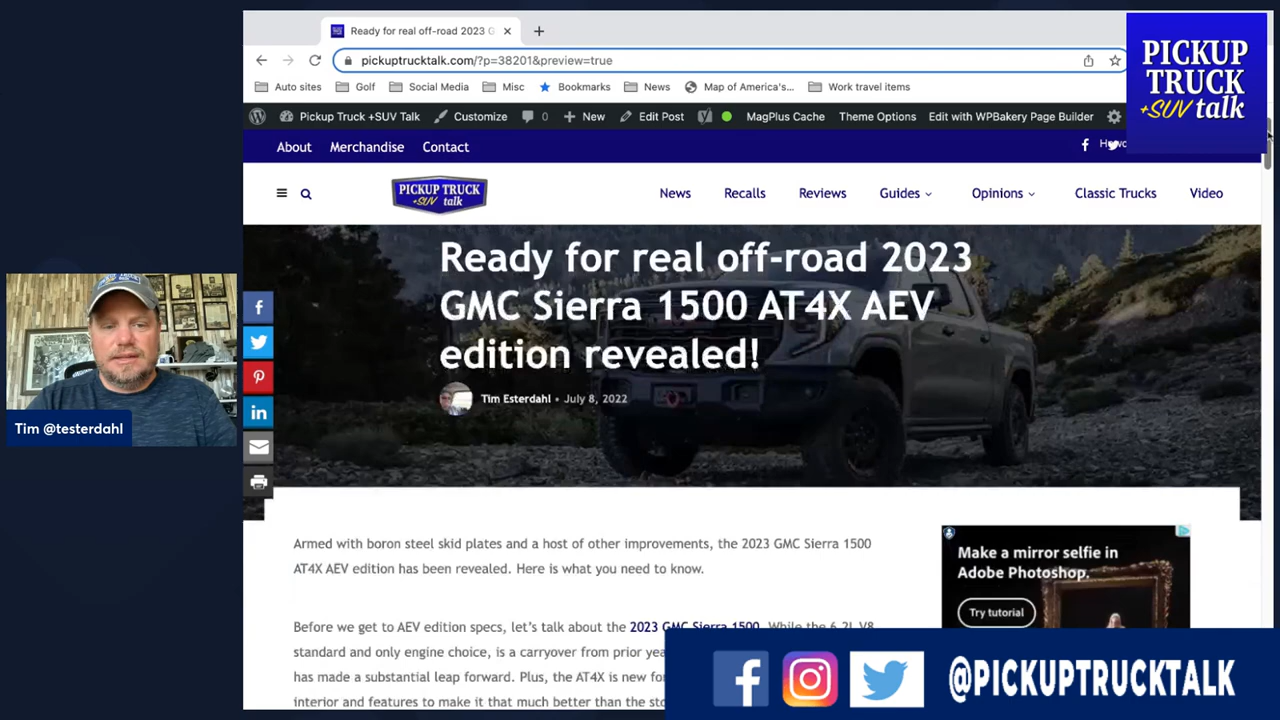 Ready for real off-road 2023 G
pickuptrucktalk.com/?p=38201&preview=true
Auto sites
Golf
Social Media
Misc
Bookmarks
News
Map of America's...
Work travel items
PICKUP
TRUCK
+SUV talk
Pickup Truck +SUV Talk
Customize
0
New
Edit Post
MagPlus Cache
Theme Options
Edit with WPBakery Page Builder
About
Merchandise
Contact
PICKUP TRUCK
+SUV talk
News
Recalls
Reviews
Guides
Opinions
Classic Trucks
Video
Ready for real off-road 2023
GMC Sierra 1500 AT4X AEV
edition revealed!
Tim Esterdahl • July 8, 2022
Tim @testerdahl
Armed with boron steel skid plates and a host of other improvements, the 2023 GMC Sierra 1500
AT4X AEV edition has been revealed. Here is what you need to know.
Make a mirror selfie in
Adobe Photoshop.
Try tutorial
Before we get to AEV edition specs, let's talk about the 2023 GMC Sierra 1500. While the 6.2L V8
standard and only engine choice, is a carryover from prior
has made a substantial leap forward. Plus, the AT4X is new
interior and features to make it that much better than the
@PICKUPTRUCKTALK